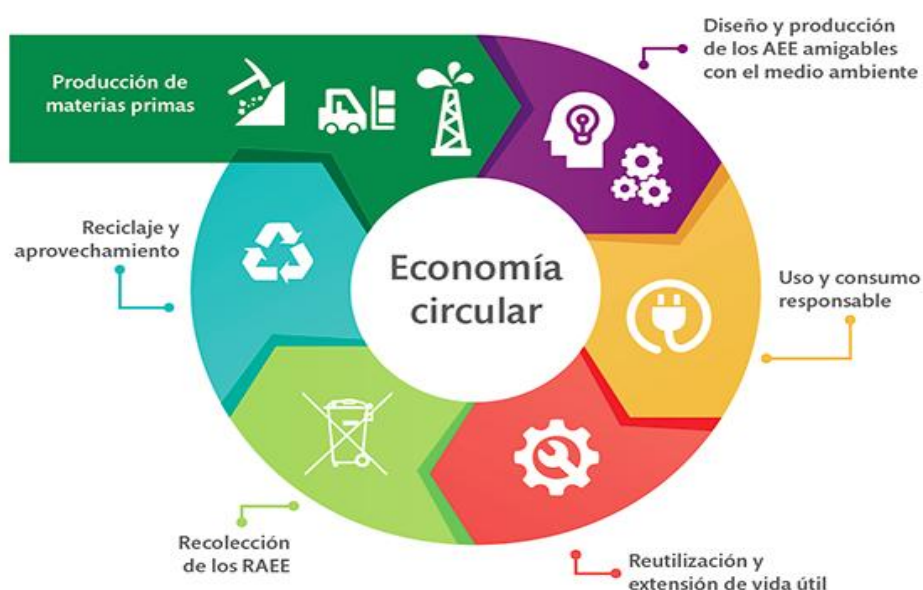 Producción de
materias primas
Diseño y producción
de los AEE amigables
con el medio ambiente
Uso y consumo
responsable
Reutilización y
extensión de vida útil
Recolección
de los RAEE
Reciclaje y
aprovechamiento
Economía
circular